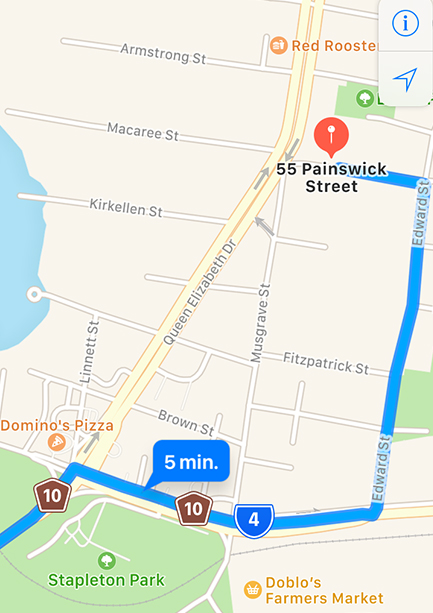 Red Rooster
Armstrong St
Macaree St
55 Painswick
Street
Kirkellen St
Edward St
Queen Elizabeth Dr
Musgrave St
Linnett St
Fitzpatrick St
Brown St
Domino's Pizza
5 min.
Edward St
10
10
4
Stapleton Park
Doblo's
Farmers Market